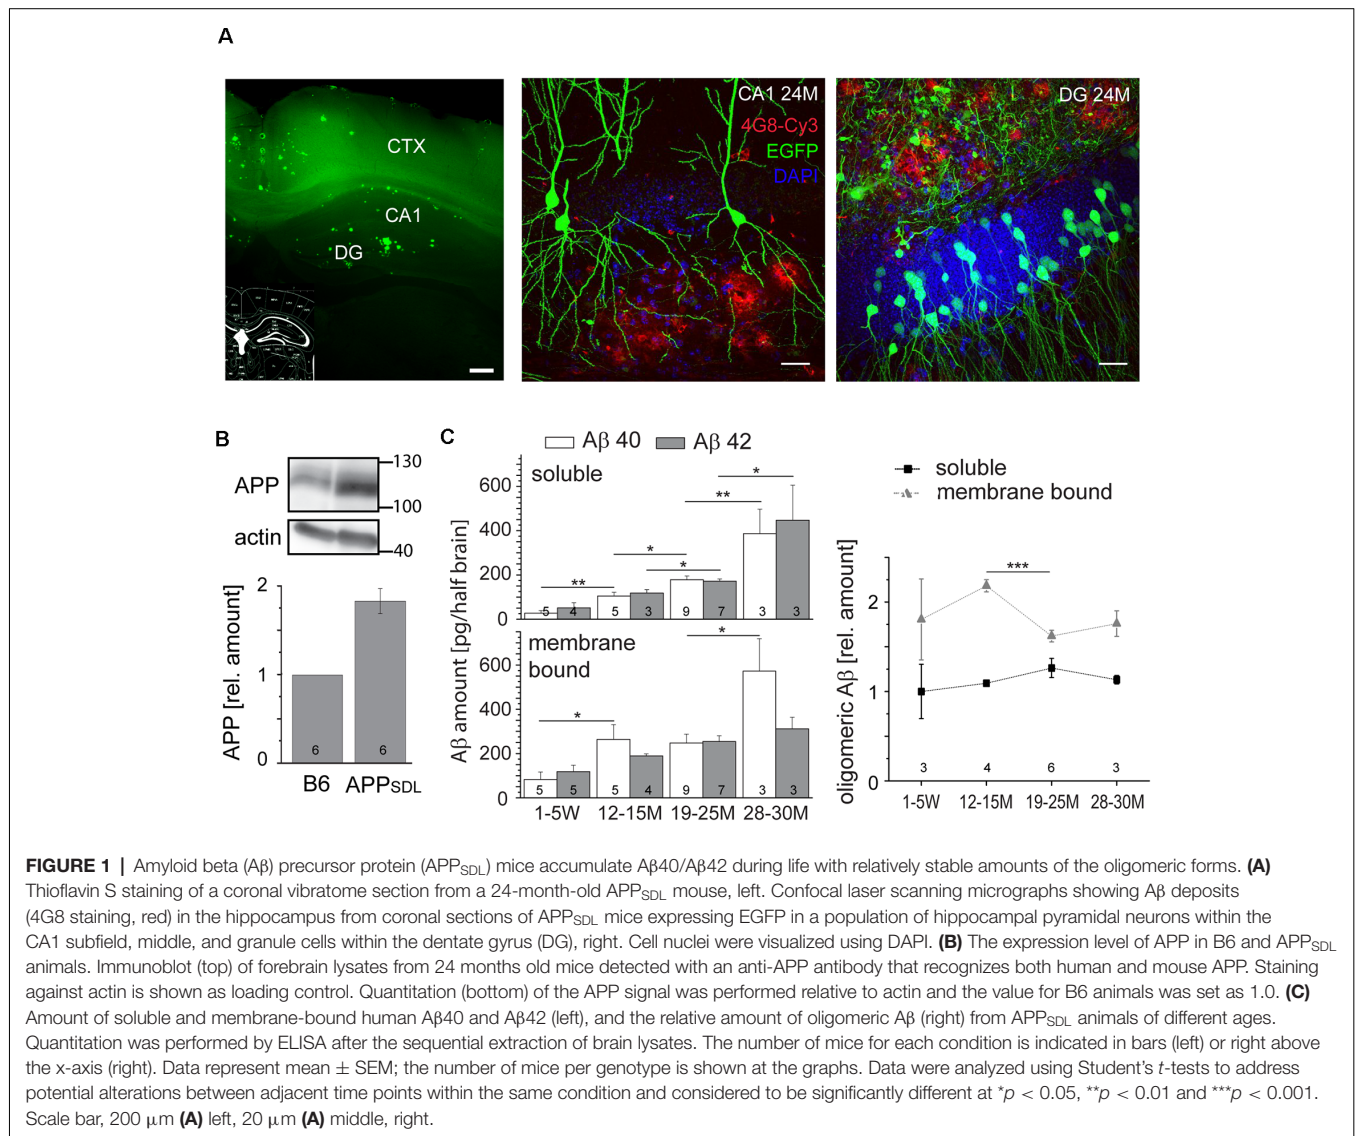 A
CTX
CA1
DG
CA1 24M
4G8-Cy3
EGFP
DAPI
DG 24M
B
APP
130
100
actin
40
APP [rel. amount]
2
1
0
6
6
B6
APPSDL
C
Aβ 40
Aβ 42
Aβ amount [pg/half brain]
soluble
600
400
200
0
**
*
*
**
*
5
4
5
3
9
7
3
3
membrane
bound
600
400
200
0
*
*
5
5
5
4
9
7
3
3
1-5W
12-15M
19-25M
28-30M
soluble
membrane bound
oligomeric Aβ [rel. amount]
2
1
0
***
3
4
6
3
1-5W
12-15M
19-25M
28-30M
FIGURE 1 | Amyloid beta (Aβ) precursor protein (APPSDL) mice accumulate Aβ40/Aβ42 during life with relatively stable amounts of the oligomeric forms. (A)
Thioflavin S staining of a coronal vibratome section from a 24-month-old APPSDL mouse, left. Confocal laser scanning micrographs showing Aβ deposits
(4G8 staining, red) in the hippocampus from coronal sections of APPSDL mice expressing EGFP in a population of hippocampal pyramidal neurons within the
CA1 subfield, middle, and granule cells within the dentate gyrus (DG), right. Cell nuclei were visualized using DAPI. (B) The expression level of APP in B6 and APPSDL
animals. Immunoblot (top) of forebrain lysates from 24 months old mice detected with an anti-APP antibody that recognizes both human and mouse APP. Staining
against actin is shown as loading control. Quantitation (bottom) of the APP signal was performed relative to actin and the value for B6 animals was set as 1.0. (C)
Amount of soluble and membrane-bound human Aβ40 and Aβ42 (left), and the relative amount of oligomeric Aβ (right) from APPSDL animals of different ages.
Quantitation was performed by ELISA after the sequential extraction of brain lysates. The number of mice for each condition is indicated in bars (left) or right above
the x-axis (right). Data represent mean ± SEM; the number of mice per genotype is shown at the graphs. Data were analyzed using Student's t-tests to address
potential alterations between adjacent time points within the same condition and considered to be significantly different at *p < 0.05, **p < 0.01 and ***p < 0.001.
Scale bar, 200 μm (A) left, 20 μm (A) middle, right.